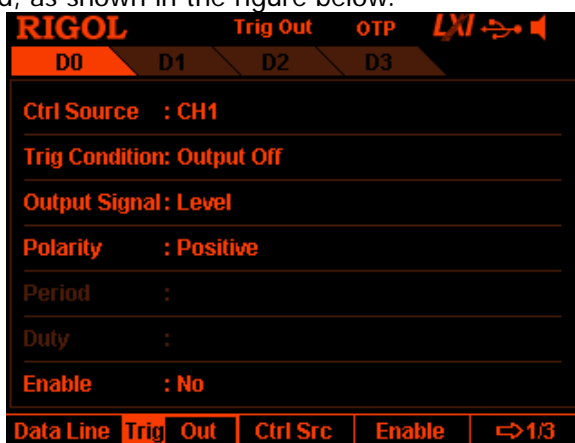 d, as shown in the figure below.
RIGOL Trig Out OTP LXI
D0 D1 D2 D3
Ctrl Source : CH1
Trig Condition: Output Off
Output Signal: Level
Polarity : Positive
Period :
Duty :
Enable : No
Data Line Trig Out Ctrl Src Enable ⇨1/3